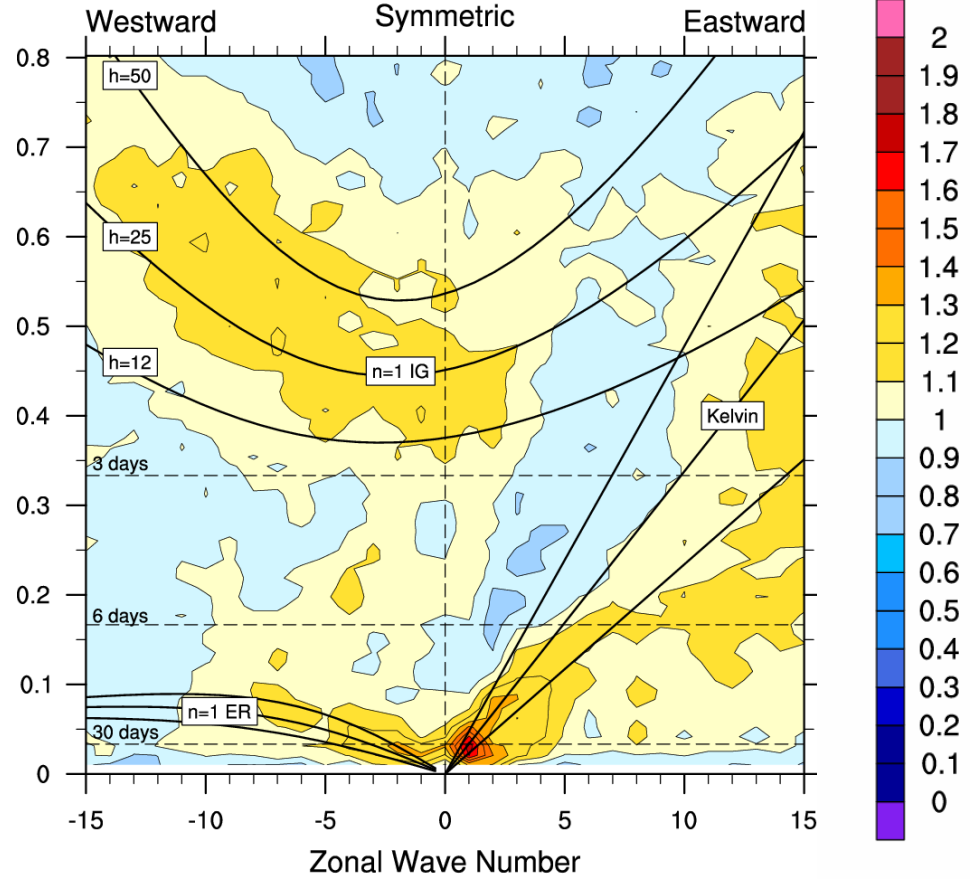 Westward Symmetric Eastward
0.8
h=50
0.7
0.6
h=25
0.5
h=12
n=1 IG
0.4
Kelvin
3 days
0.3
0.2
6 days
0.1
n=1 ER
30 days
0
-15 -10 -5 0 5 10 15
Zonal Wave Number
2
1.9
1.8
1.7
1.6
1.5
1.4
1.3
1.2
1.1
1
0.9
0.8
0.7
0.6
0.5
0.4
0.3
0.2
0.1
0